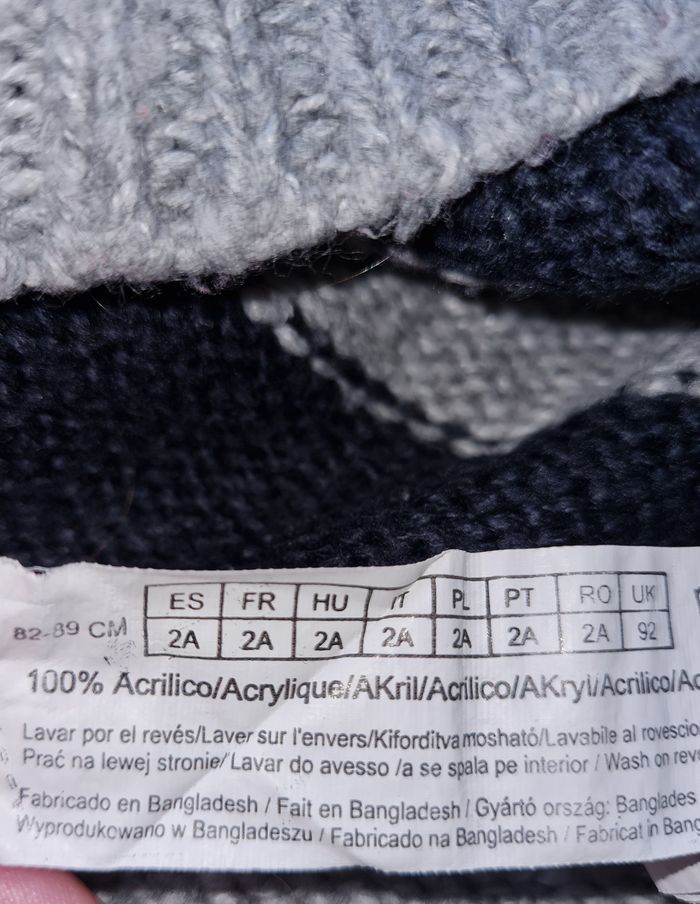 ES FR HU IT PL PT RO UK
82-89 CM 2A 2A 2A 2A 2A 2A 2A 92
100% Acrilico/Acrylique/AKril/Acrilico/AKryl/Acrilico/Ac
Lavar por el revés/Laver sur l'envers/Kiforditva mosható/Lavabile al rovescio
Prać na lewej stronie/Lavar do avesso /a se spala pe interior / Wash on reve
Fabricado en Bangladesh / Fait en Bangladesh / Gyártó ország: Banglades
Wyprodukowano w Bangladeszu / Fabricado na Bangladesh / Fabricat in Bang